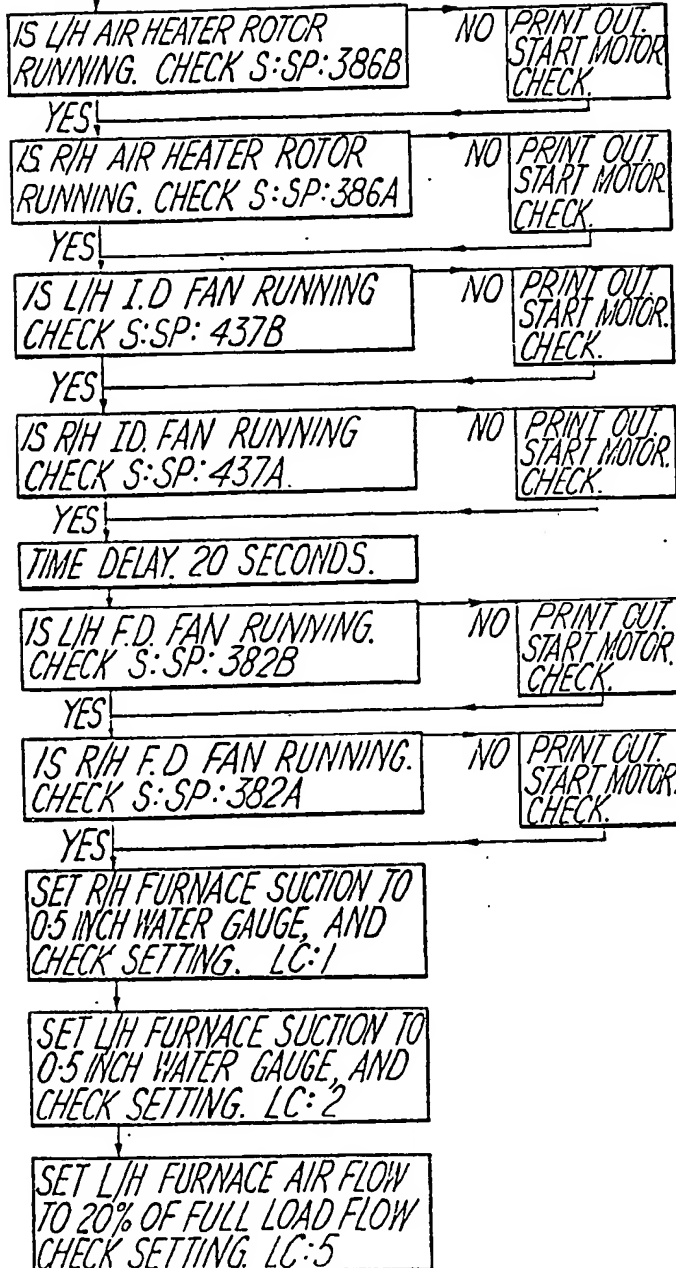 IS L/H AIR HEATER ROTOR
RUNNING. CHECK S:SP:386B
NO
PRINT OUT.
START MOTOR
CHECK.
YES
IS R/H AIR HEATER ROTOR
RUNNING. CHECK S:SP:386A
NO
PRINT OUT.
START MOTOR
CHECK.
YES
IS L/H I.D FAN RUNNING
CHECK S:SP: 437B
NO
PRINT OUT.
START MOTOR.
CHECK.
YES
IS R/H ID. FAN RUNNING
CHECK S:SP: 437A.
NO
PRINT OUT.
START MOTOR.
CHECK.
YES
TIME DELAY. 20 SECONDS.
IS L/H F.D. FAN RUNNING.
CHECK S:SP: 382B
NO
PRINT OUT.
START MOTOR.
CHECK.
YES
IS R/H F.D FAN RUNNING.
CHECK S:SP:382A
NO
PRINT OUT.
START MOTOR.
CHECK.
YES
SET R/H FURNACE SUCTION TO
0·5 INCH WATER GAUGE, AND
CHECK SETTING. LC:1
SET L/H FURNACE SUCTION TO
0·5 INCH WATER GAUGE, AND
CHECK SETTING. LC: 2
SET L/H FURNACE AIR FLOW
TO 20% OF FULL LOAD FLOW
CHECK SETTING. LC:5